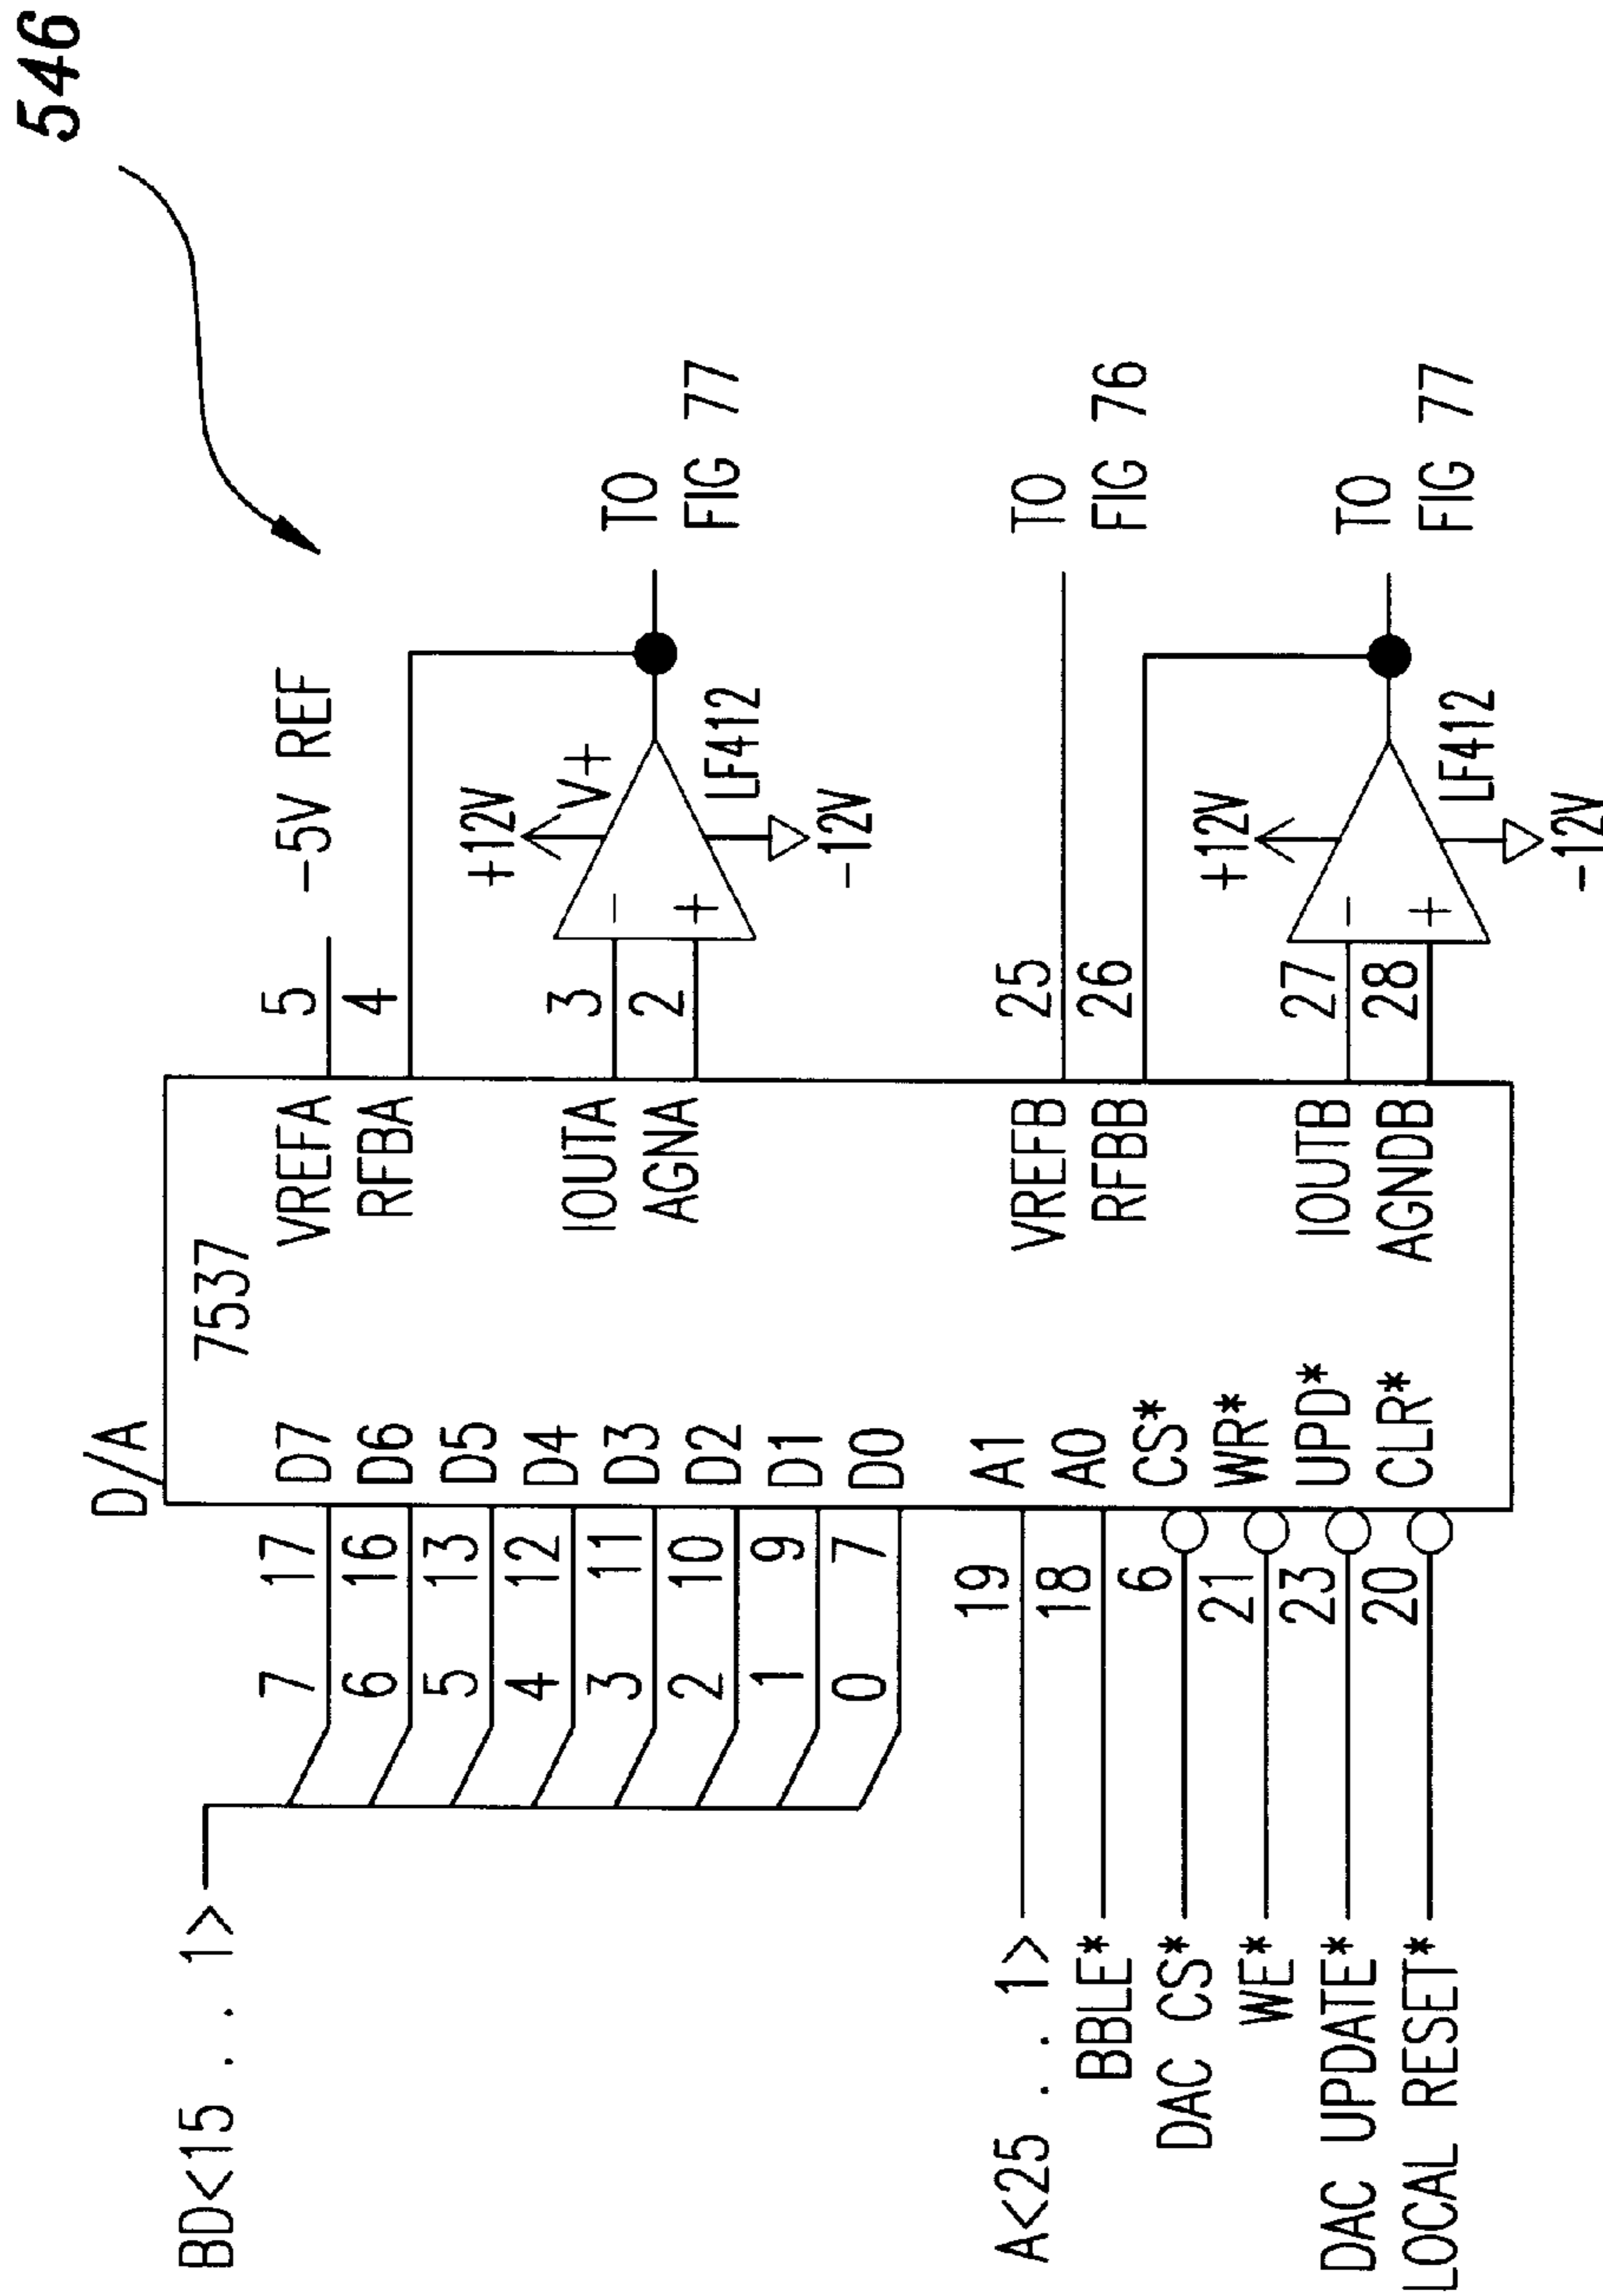 546
D/A
7537
BD<15 . . 1>
7 17 D7
6 16 D6
5 13 D5
4 12 D4
3 11 D3
2 10 D2
1 9 D1
0 7 D0
A<25 . . 1> 19 A1
BBLE* 18 A0
DAC CS* 6 CS*
WE* 21 WR*
DAC UPDATE* 23 UPD*
LOCAL RESET* 20 CLR*
VREFA 5 -5V REF
RFBA 4
IOUTA 3
AGNA 2
+12V
V+
- +
LF412
-12V
TO
FIG 77
VREFB 25
TO
FIG 76
RFBB 26
IOUTB 27
AGNDB 28
+12V
- +
LF412
-12V
TO
FIG 77